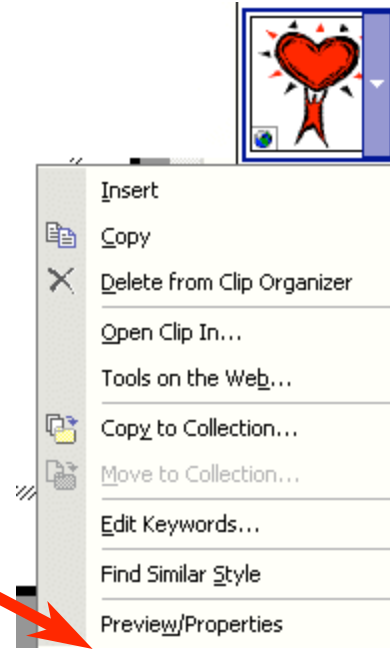 Insert
Copy
Delete from Clip Organizer
Open Clip In...
Tools on the Web...
Copy to Collection...
Move to Collection...
Edit Keywords...
Find Similar Style
Preview/Properties